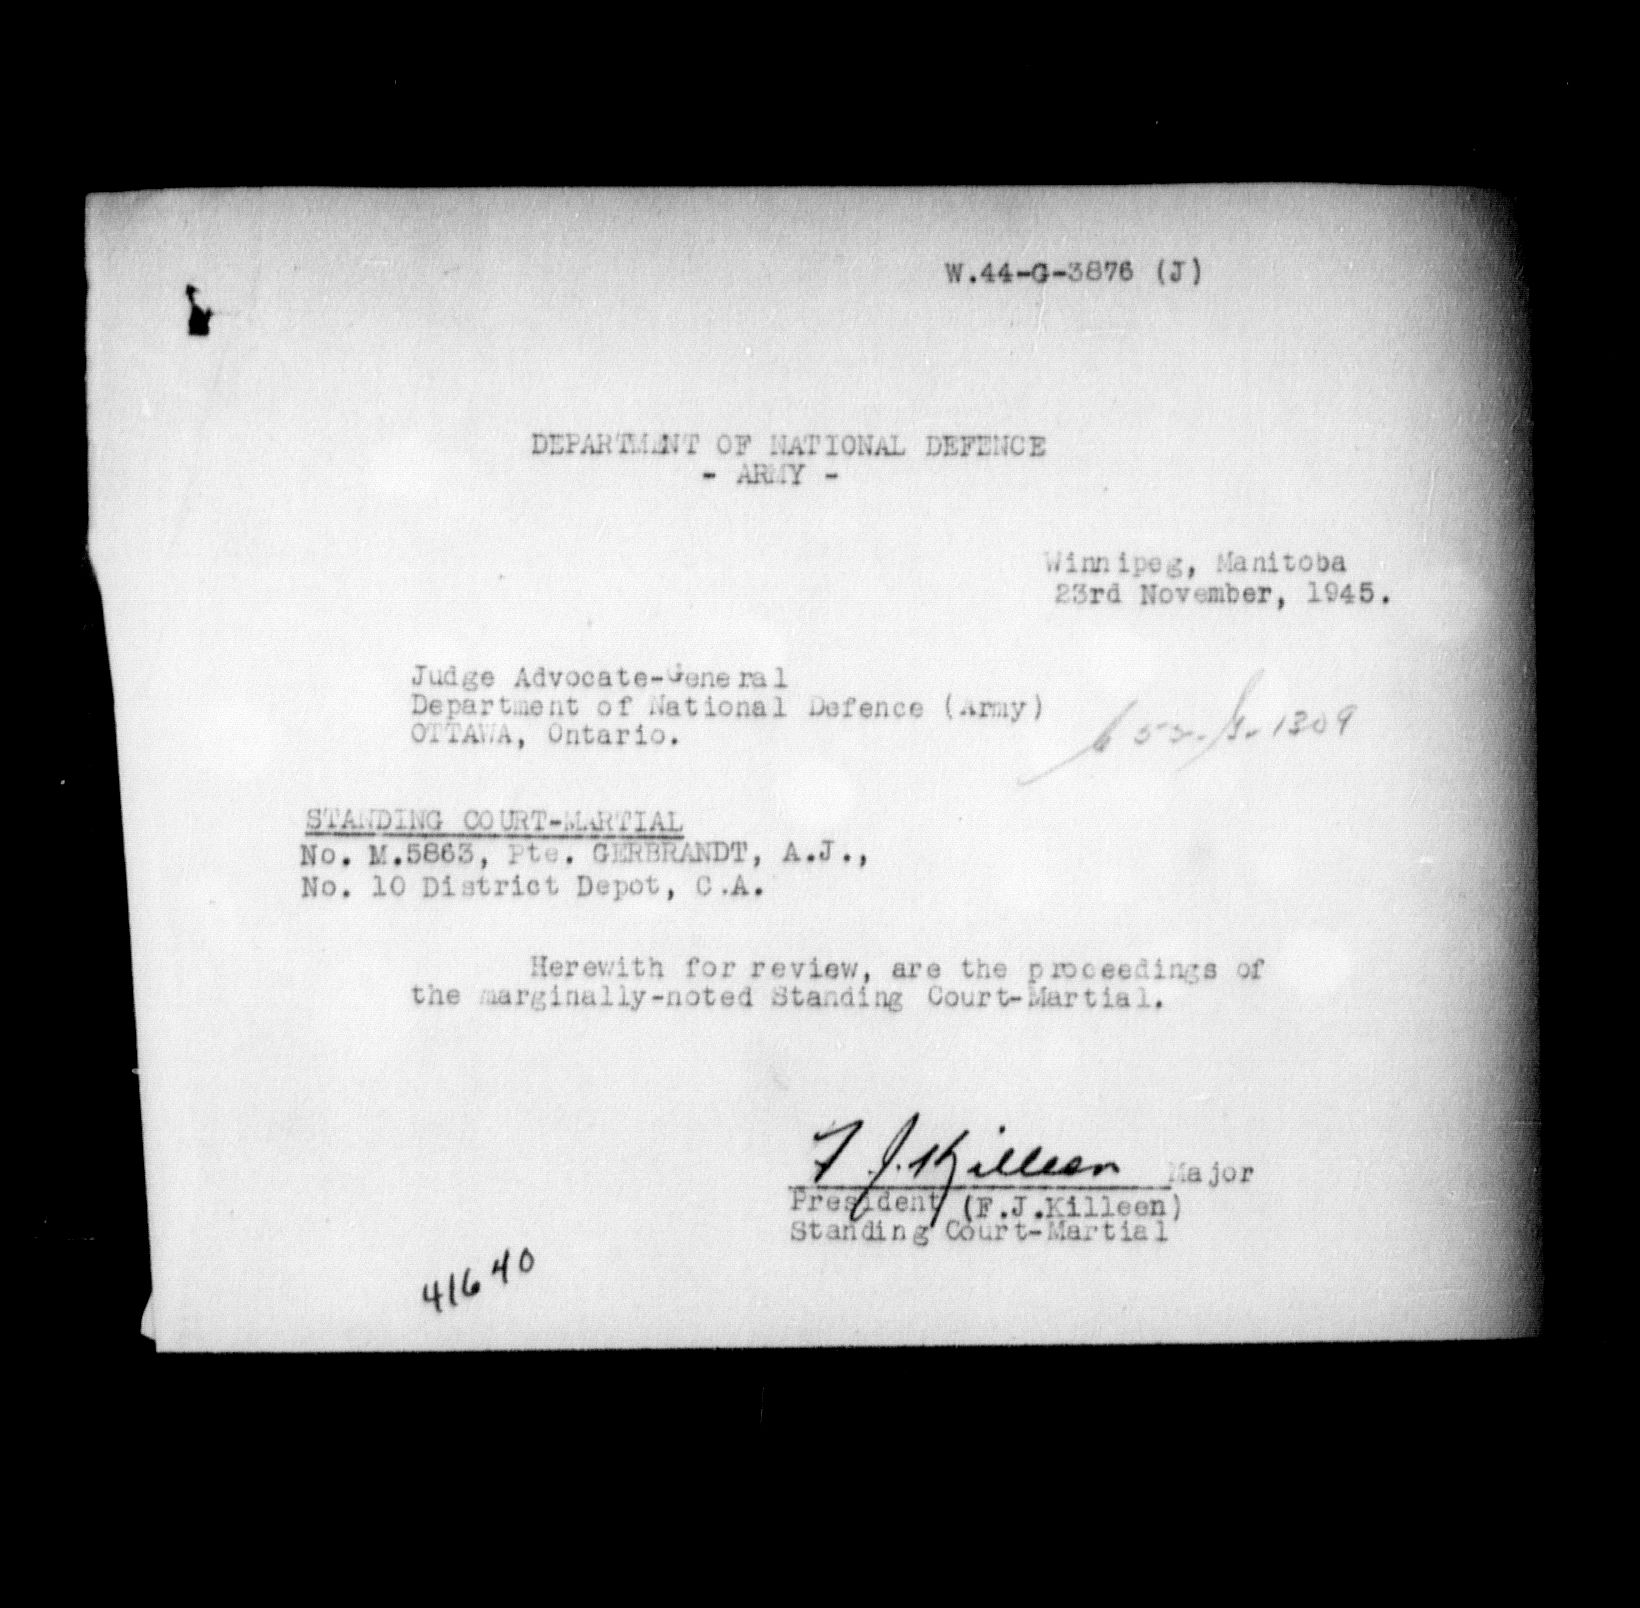 W.44-G-3876 (J)
DEPARTMENT OF NATIONAL DEFENCE
- ARMY -
Winnipeg, Manitoba
23rd November, 1945.
Judge Advocate-General
Department of National Defence (Army)
OTTAWA, Ontario.
STANDING COURT-MARTIAL
No. M.5863, Pte. GERBRANDT, A.J.,
No. 10 District Depot, C.A.
Herewith for review, are the proceedings of
the marginally-noted Standing Court-Martial.
F J. Killeen Major
President (F.J.Killeen)
Standing Court-Martial
41640